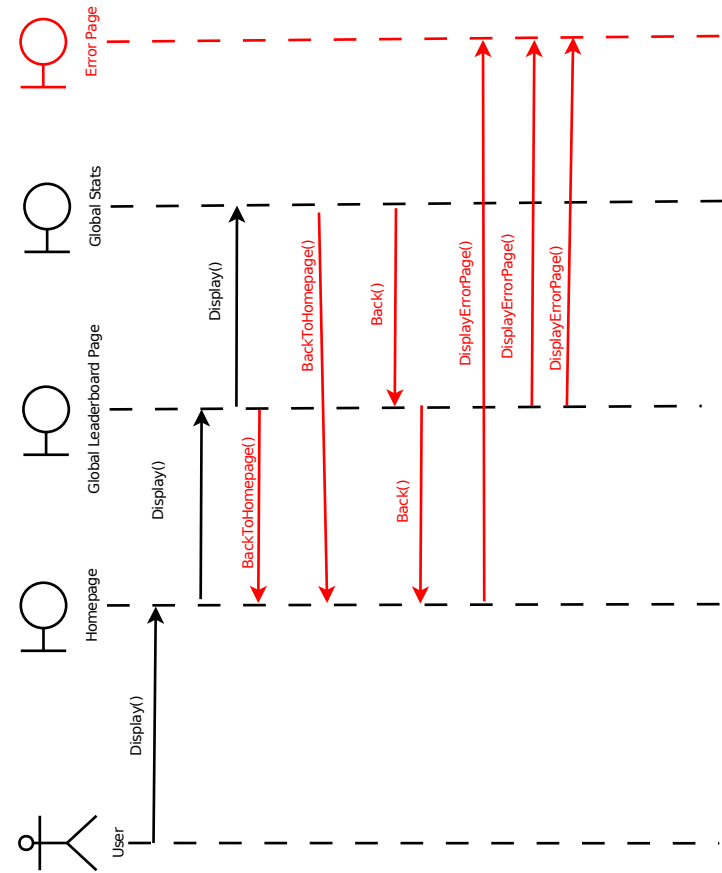 User
Homepage
Global Leaderboard Page
Global Stats
Error Page
Display()
Display()
Display()
BackToHomepage()
BackToHomepage()
Back()
Back()
DisplayErrorPage()
DisplayErrorPage()
DisplayErrorPage()